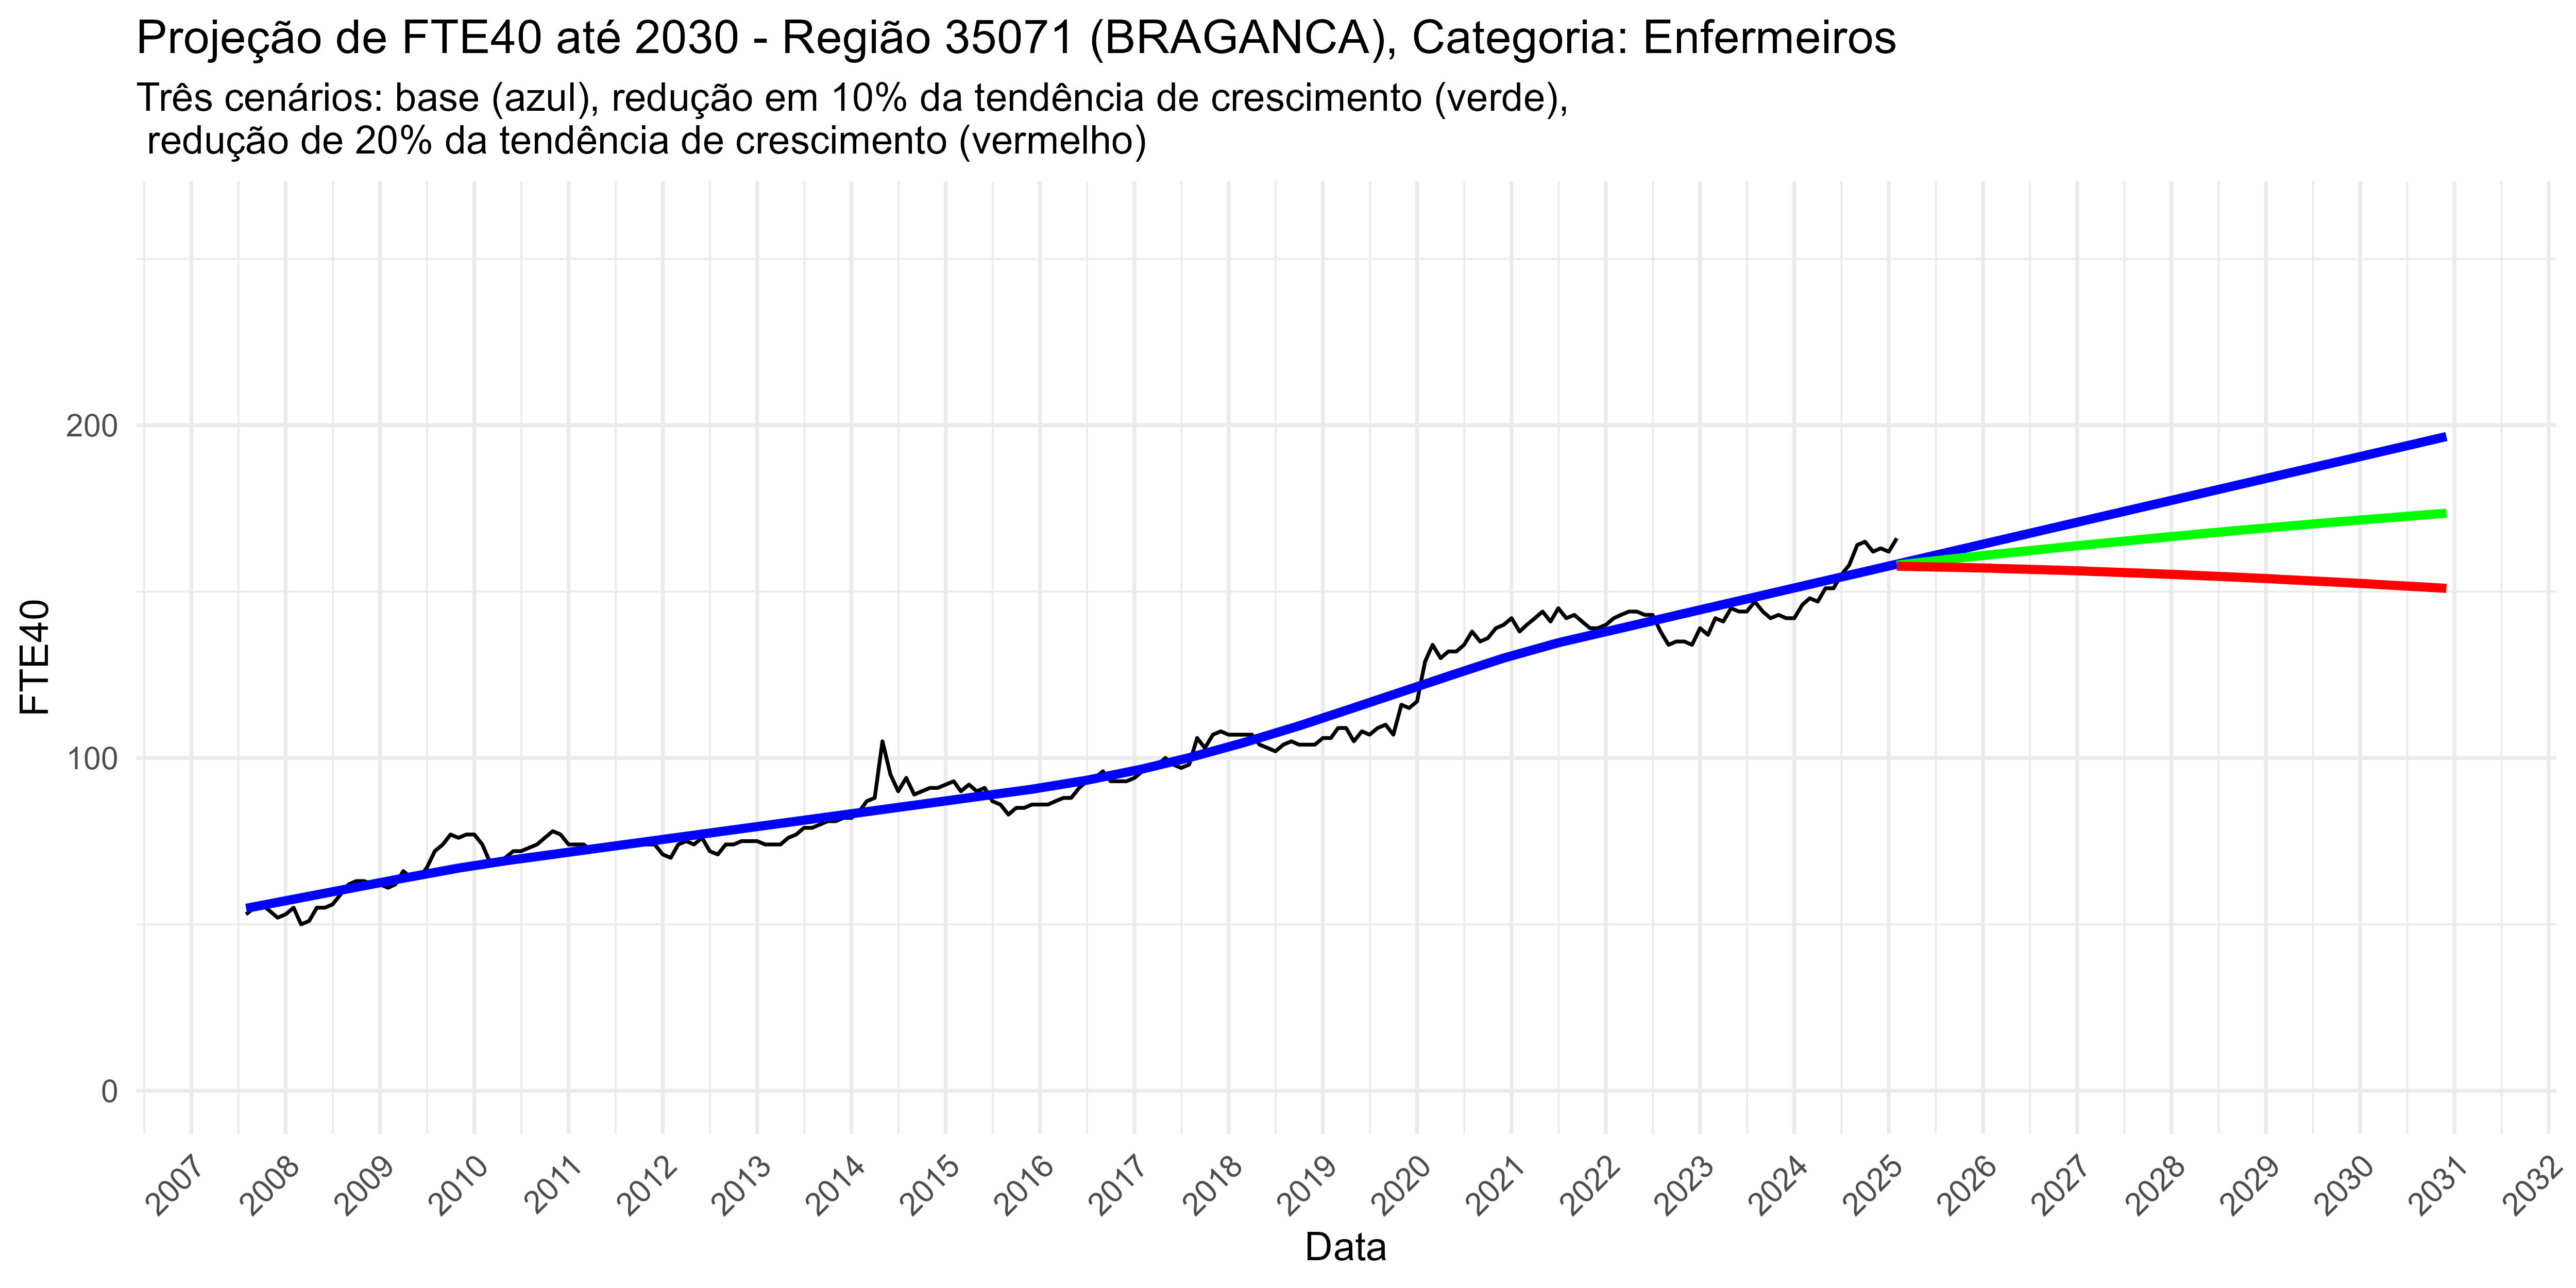 Projeção de FTE40 até 2030 - Região 35071 (BRAGANCA), Categoria: Enfermeiros
Três cenários: base (azul), redução em 10% da tendência de crescimento (verde),
redução de 20% da tendência de crescimento (vermelho)
FTE40
200
100
0
2007 2008 2009 2010 2011 2012 2013 2014 2015 2016 2017 2018 2019 2020 2021 2022 2023 2024 2025 2026 2027 2028 2029 2030 2031 2032
Data